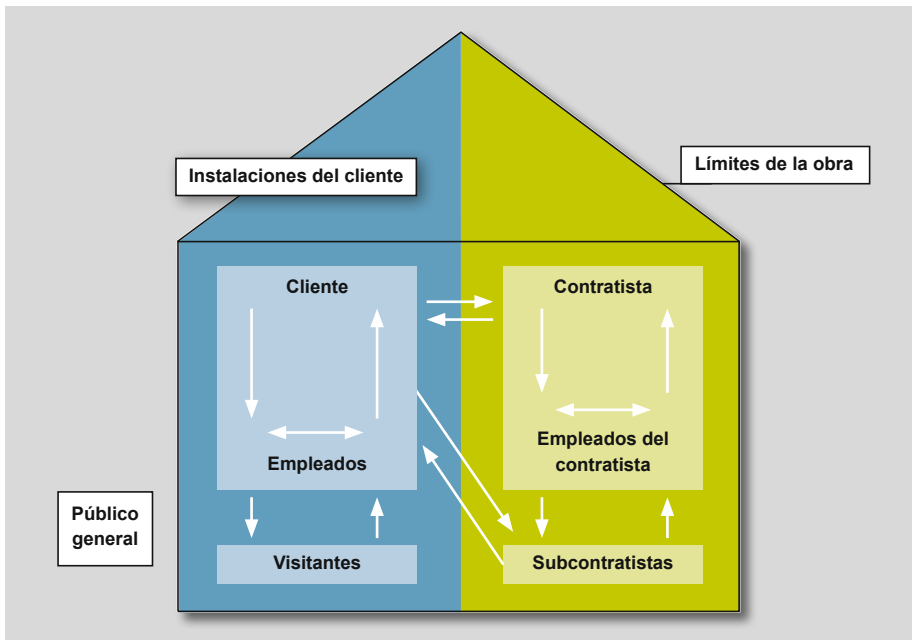 Instalaciones del cliente
Límites de la obra
Cliente
Contratista
Empleados
Empleados del
contratista
Público
general
Visitantes
Subcontratistas